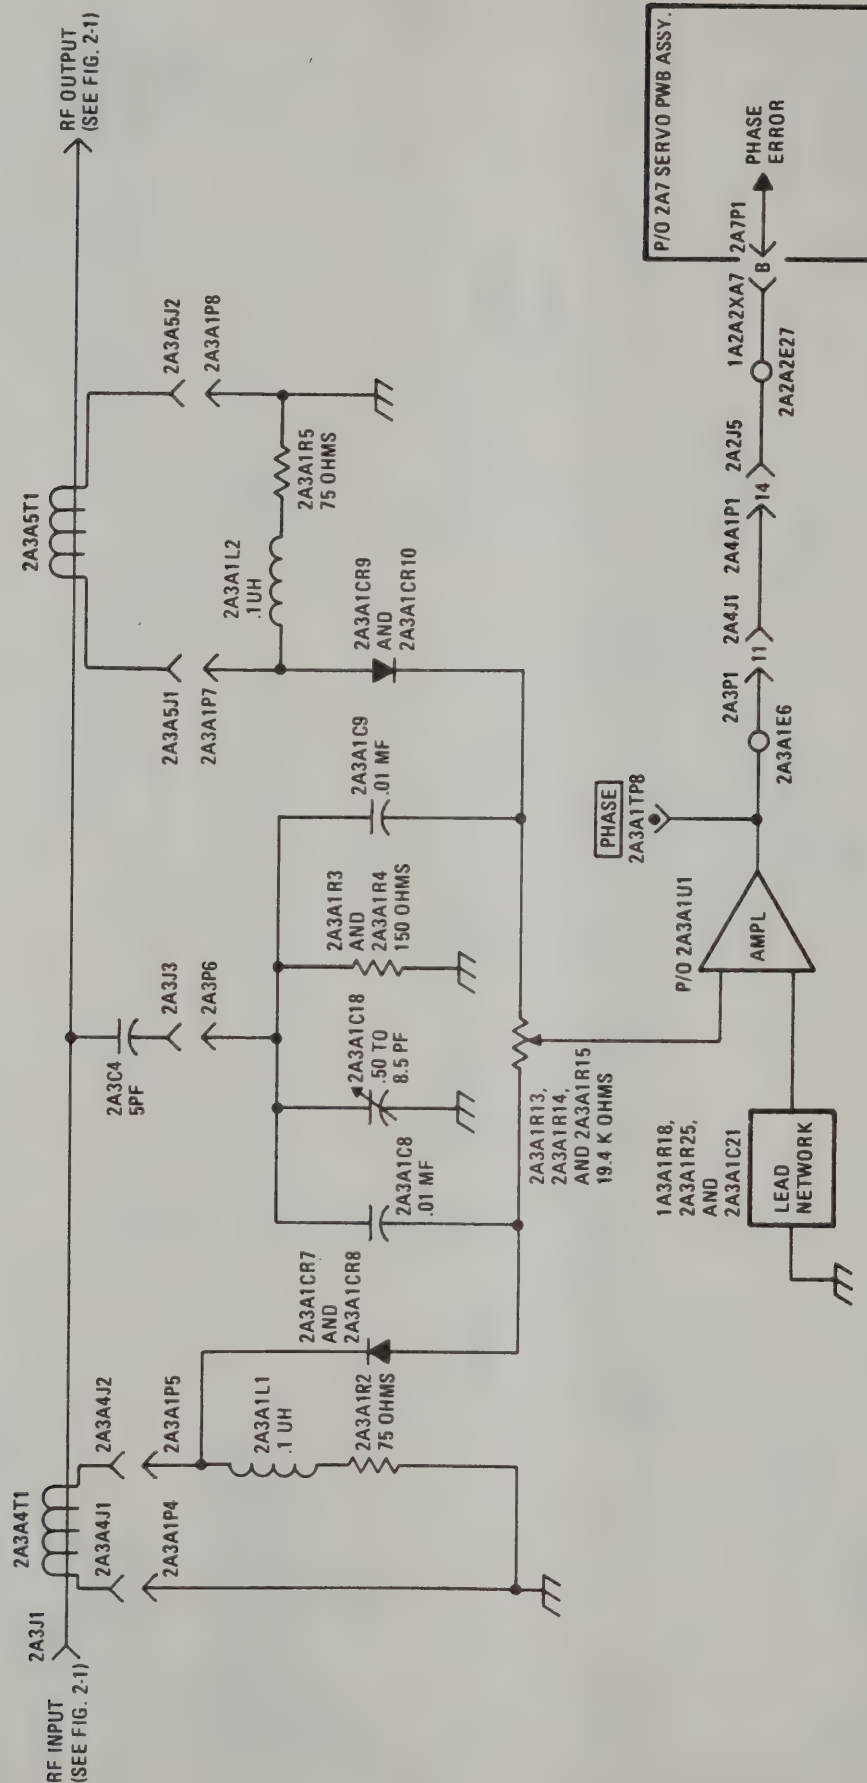 RF INPUT
(SEE FIG. 2-1)
2A3J1
2A3A4T1
2A3A4J1
2A3A4J2
2A3A1P4
2A3A1P5
2A3A1L1
.1 UH
2A3A1R2
75 OHMS
2A3A1CR7
AND
2A3A1CR8
2A3C4
5PF
2A3J3
2A3P6
2A3A1C8
.01 MF
2A3A1C18
.50 TO
8.5 PF
2A3A1R3
AND
2A3A1R4
150 OHMS
2A3A1C9
.01 MF
2A3A5T1
2A3A5J1
2A3A1P7
2A3A5J2
2A3A1P8
2A3A1L2
.1UH
2A3A1R5
75 OHMS
2A3A1CR9
AND
2A3A1CR10
RF OUTPUT
(SEE FIG. 2-1)
2A3A1R13,
2A3A1R14,
AND 2A3A1R15
19.4 K OHMS
1A3A1R18,
2A3A1R25,
AND
2A3A1C21
LEAD
NETWORK
P/O 2A3A1U1
AMPL
PHASE
2A3A1TP8
2A3A1E6
2A3P1
11
2A4J1
2A4A1P1
14
2A2J5
2A2A2E27
1A2A2XA7
B
2A7P1
P/O 2A7 SERVO PWB ASSY.
PHASE
ERROR